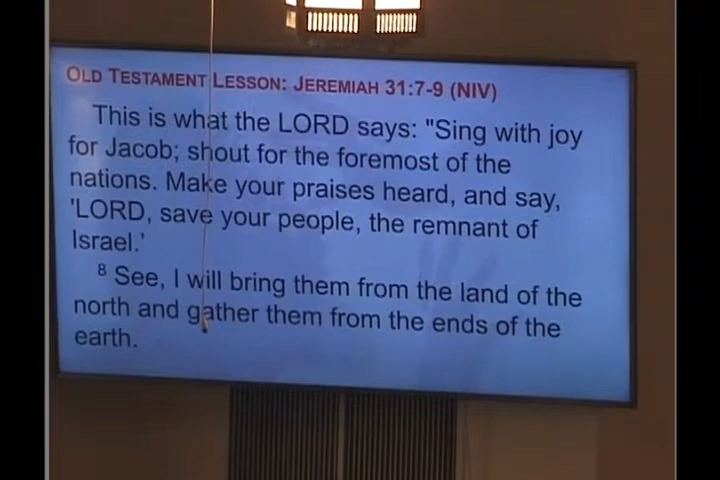 OLD TESTAMENT LESSON: JEREMIAH 31:7-9 (NIV)
This is what the LORD says: "Sing with joy
for Jacob; shout for the foremost of the
nations. Make your praises heard, and say,
'LORD, save your people, the remnant of
Israel.'
8 See, I will bring them from the land of the
north and gather them from the ends of the
earth.